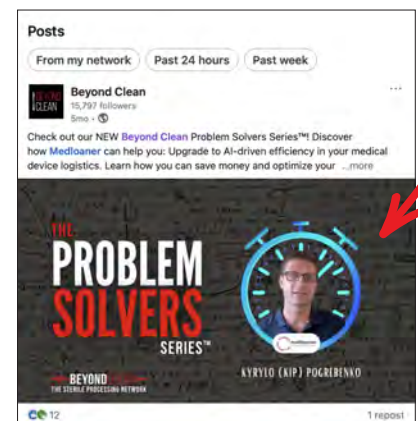 Posts
From my network Past 24 hours Past week
BEYOND
CLEAN
Beyond Clean
15,797 followers
5mo •
Check out our NEW Beyond Clean Problem Solvers Series™! Discover
how Medloaner can help you: Upgrade to AI-driven efficiency in your medical
device logistics. Learn how you can save money and optimize your ...more
THE
PROBLEM
SOLVERS
SERIES™
medloaner
KYRYLO (KIP) POGREBENKO
BEYOND
THE STERILE PROCESSING NETWORK
12 1 repost